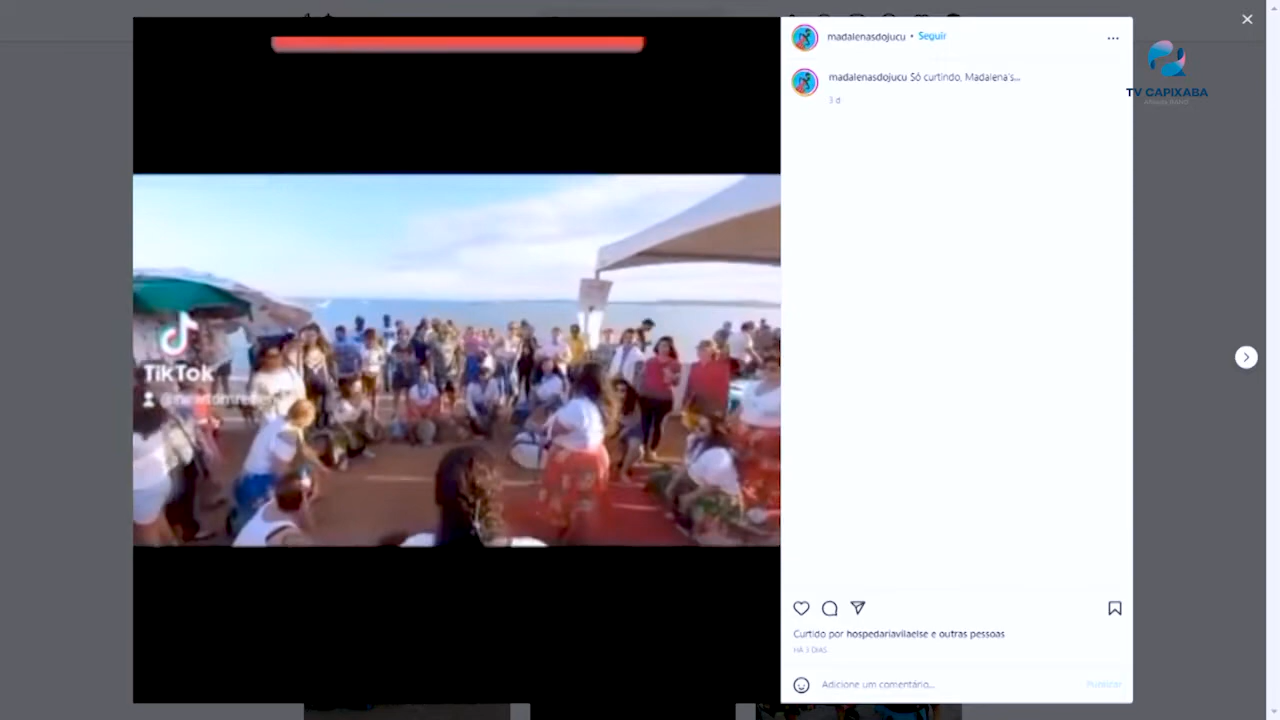 madalenasdojucu • Seguir
madalenasdojucu Só curtindo, Madalena's...
3 d
TV CAPIXABA
TikTok
Curtido por hospedariavilaelse e outras pessoas
HÁ 3 DIAS
Adicione um comentário...
Publicar